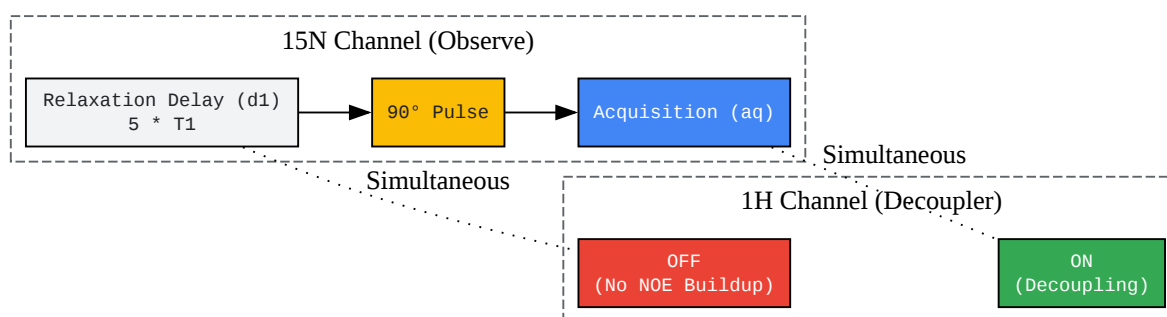 15N Channel (Observe)
Relaxation Delay (d1)
5 * T1
90° Pulse
Acquisition (aq)
Simultaneous
Simultaneous
1H Channel (Decoupler)
OFF
(No NOE Buildup)
ON
(Decoupling)